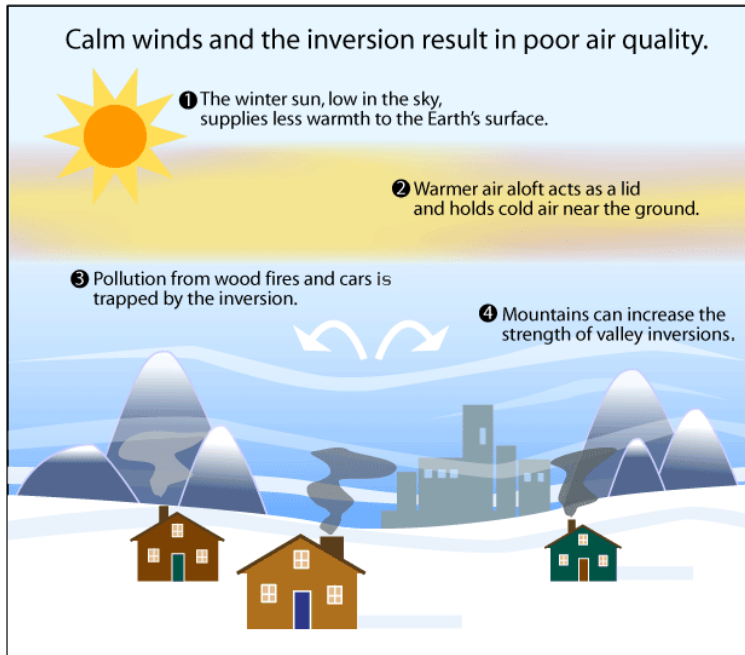 Calm winds and the inversion result in poor air quality.
❶ The winter sun, low in the sky,
supplies less warmth to the Earth's surface.
❷ Warmer air aloft acts as a lid
and holds cold air near the ground.
❸ Pollution from wood fires and cars is
trapped by the inversion.
❹ Mountains can increase the
strength of valley inversions.